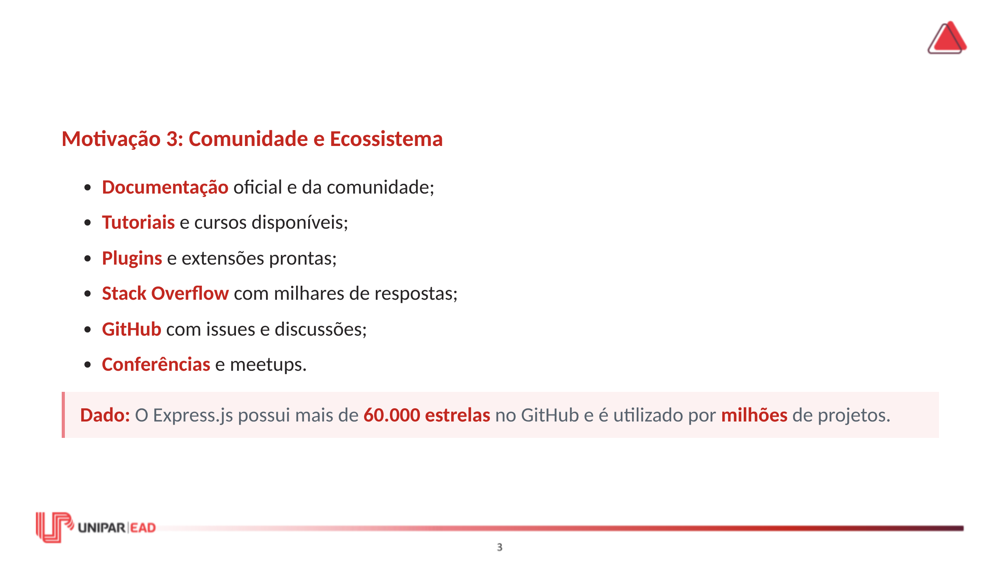 Motivação 3: Comunidade e Ecossistema
• Documentação oficial e da comunidade;
• Tutoriais e cursos disponíveis;
• Plugins e extensões prontas;
• Stack Overflow com milhares de respostas;
• GitHub com issues e discussões;
• Conferências e meetups.
Dado: O Express.js possui mais de 60.000 estrelas no GitHub e é utilizado por milhões de projetos.
UNIPAR|EAD
3